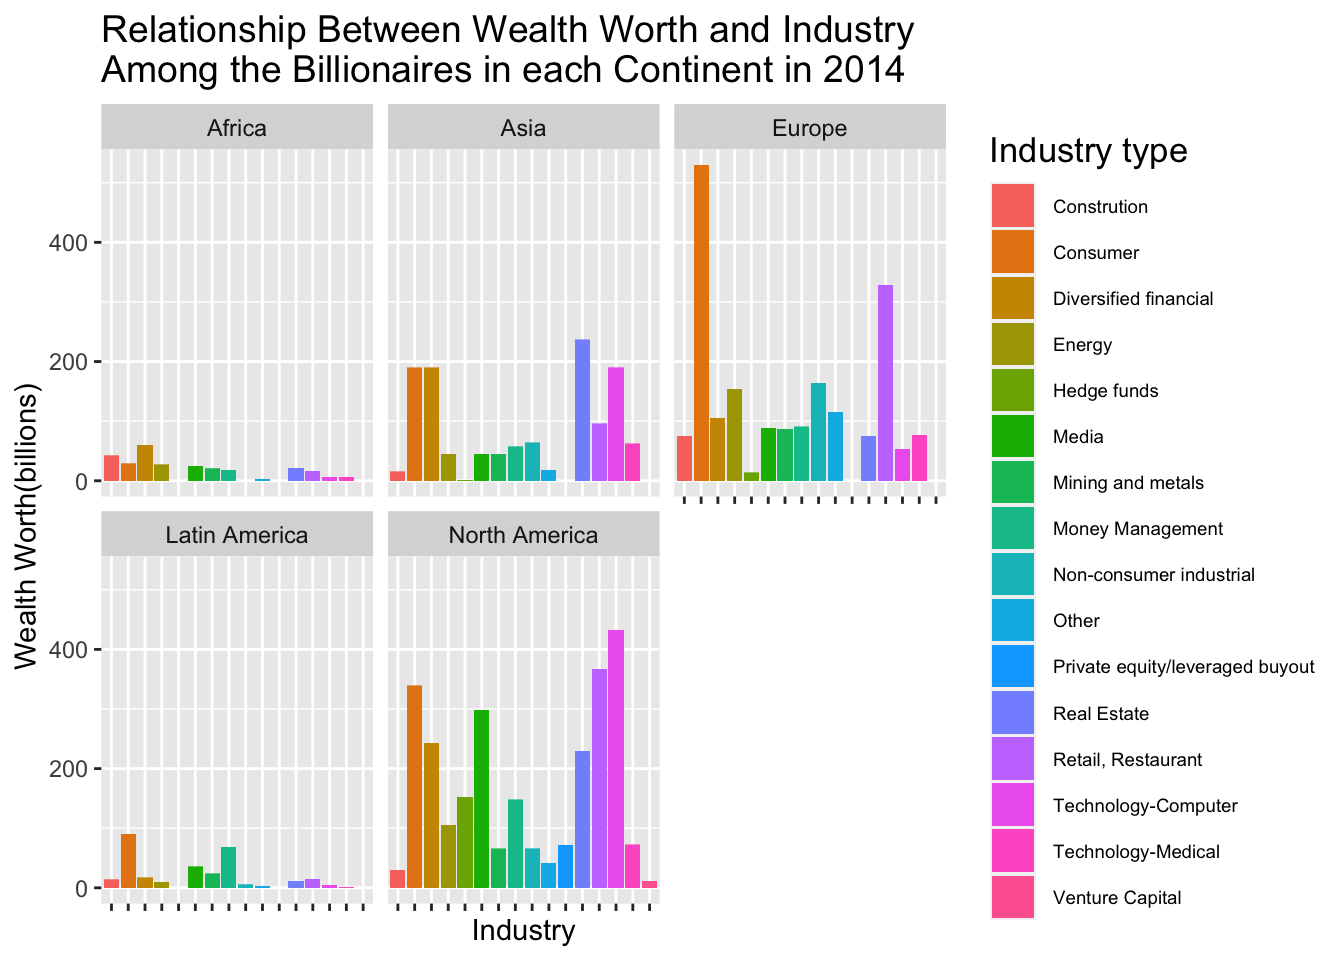 Relationship Between Wealth Worth and Industry
Among the Billionaires in each Continent in 2014
Africa
Asia
Europe
400
200
0
Latin America
North America
400
200
0
Wealth Worth(billions)
Industry
Industry type
Constrution
Consumer
Diversified financial
Energy
Hedge funds
Media
Mining and metals
Money Management
Non-consumer industrial
Other
Private equity/leveraged buyout
Real Estate
Retail, Restaurant
Technology-Computer
Technology-Medical
Venture Capital